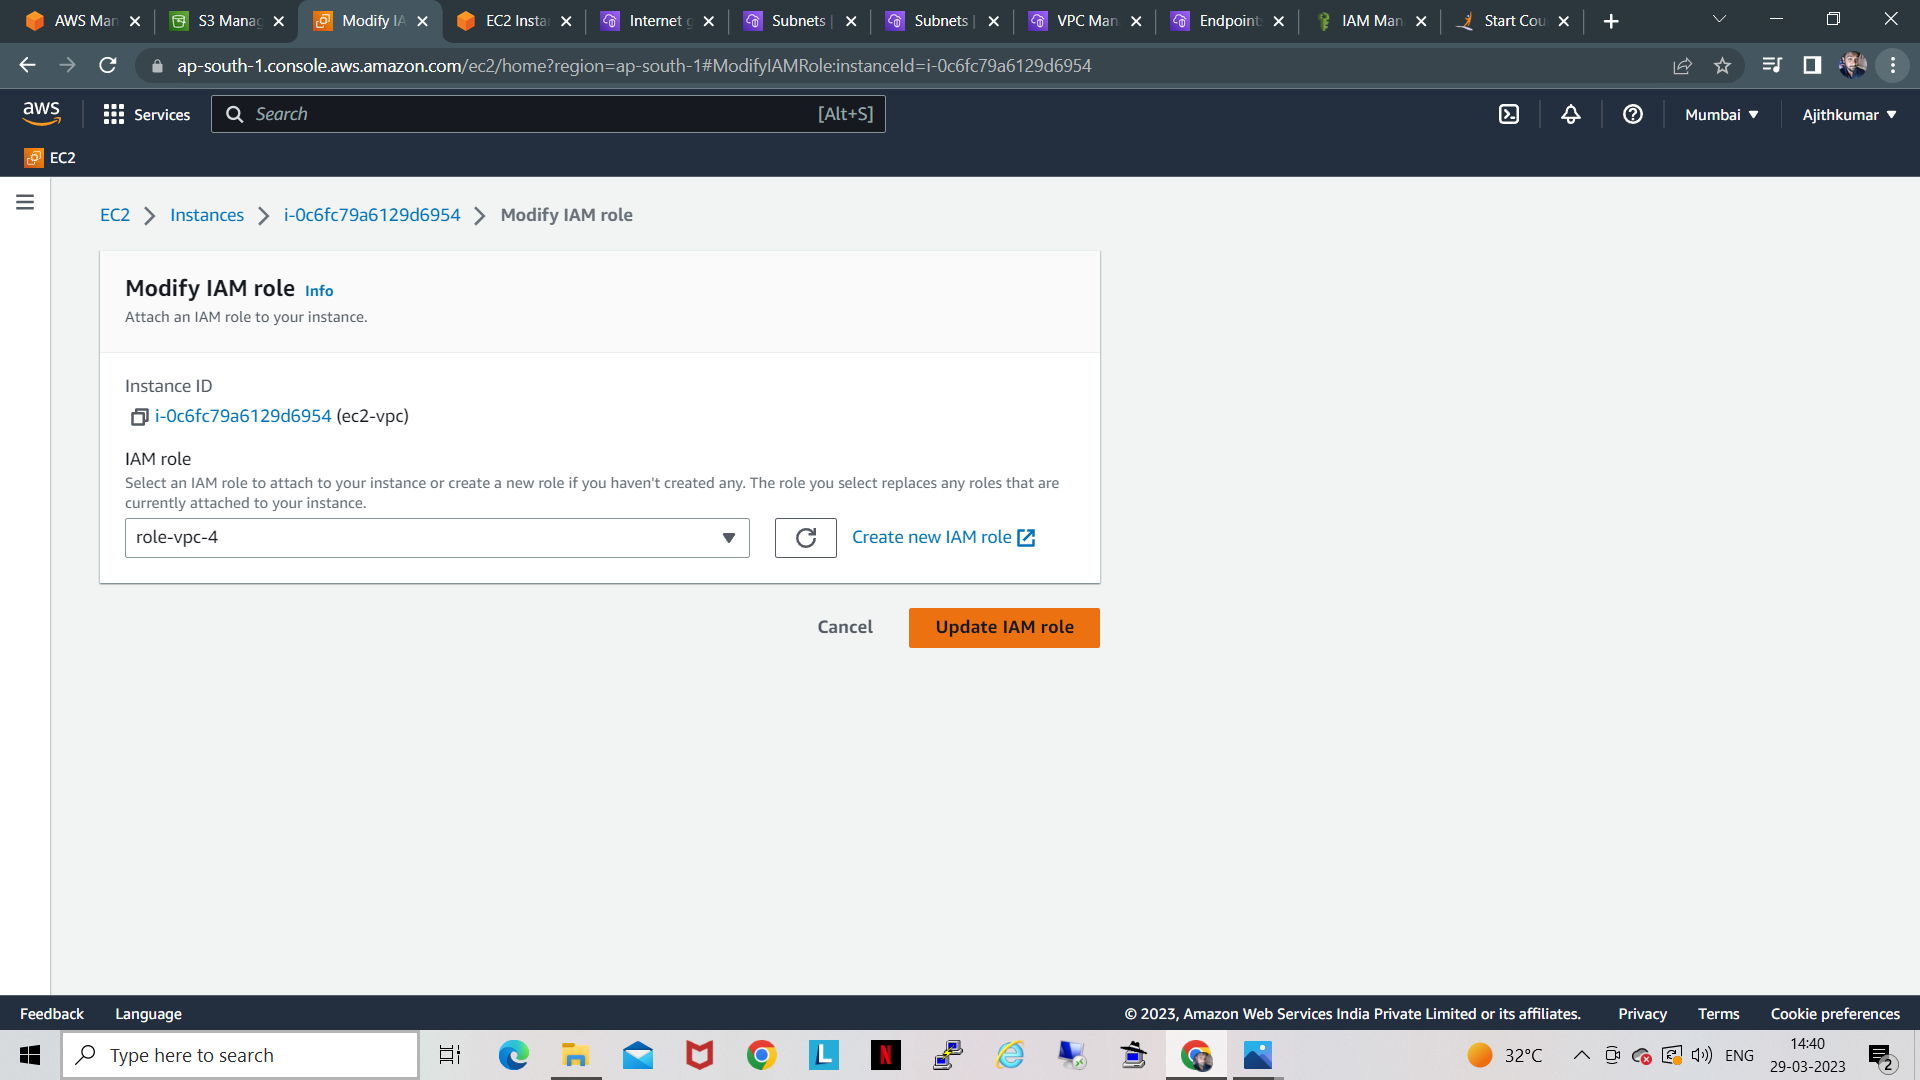 AWS Man
S3 Manag
Modify IA
EC2 Insta
Internet g
Subnets |
Subnets |
VPC Man
Endpoint
IAM Man
Start Cou
ap-south-1.console.aws.amazon.com/ec2/home?region=ap-south-1#ModifyIAMRole:instanceId=i-0c6fc79a6129d6954
aws
Services
Search
[Alt+S]
Mumbai
Ajithkumar
EC2
EC2 > Instances > i-0c6fc79a6129d6954 > Modify IAM role
Modify IAM role Info
Attach an IAM role to your instance.
Instance ID
i-0c6fc79a6129d6954 (ec2-vpc)
IAM role
Select an IAM role to attach to your instance or create a new role if you haven't created any. The role you select replaces any roles that are
currently attached to your instance.
role-vpc-4
Create new IAM role
Cancel
Update IAM role
Feedback
Language
© 2023, Amazon Web Services India Private Limited or its affiliates.
Privacy
Terms
Cookie preferences
Type here to search
L
N
32°C
ENG
14:40
29-03-2023
2